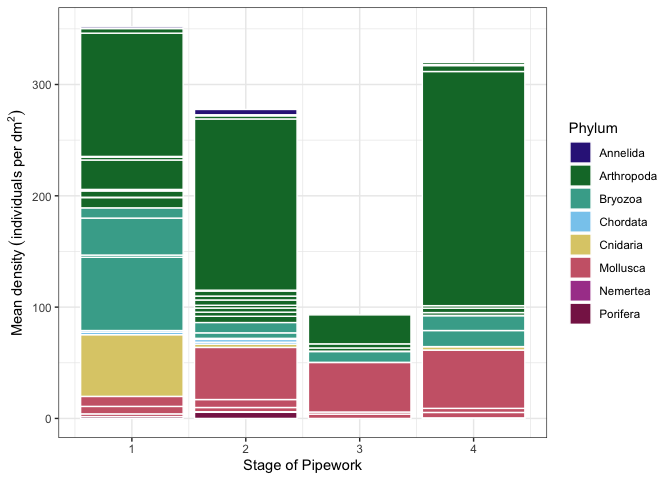 Mean density (individuals per dm²)
300
200
100
0
1 2 3 4
Stage of Pipework
Phylum
Annelida
Arthropoda
Bryozoa
Chordata
Cnidaria
Mollusca
Nemertea
Porifera